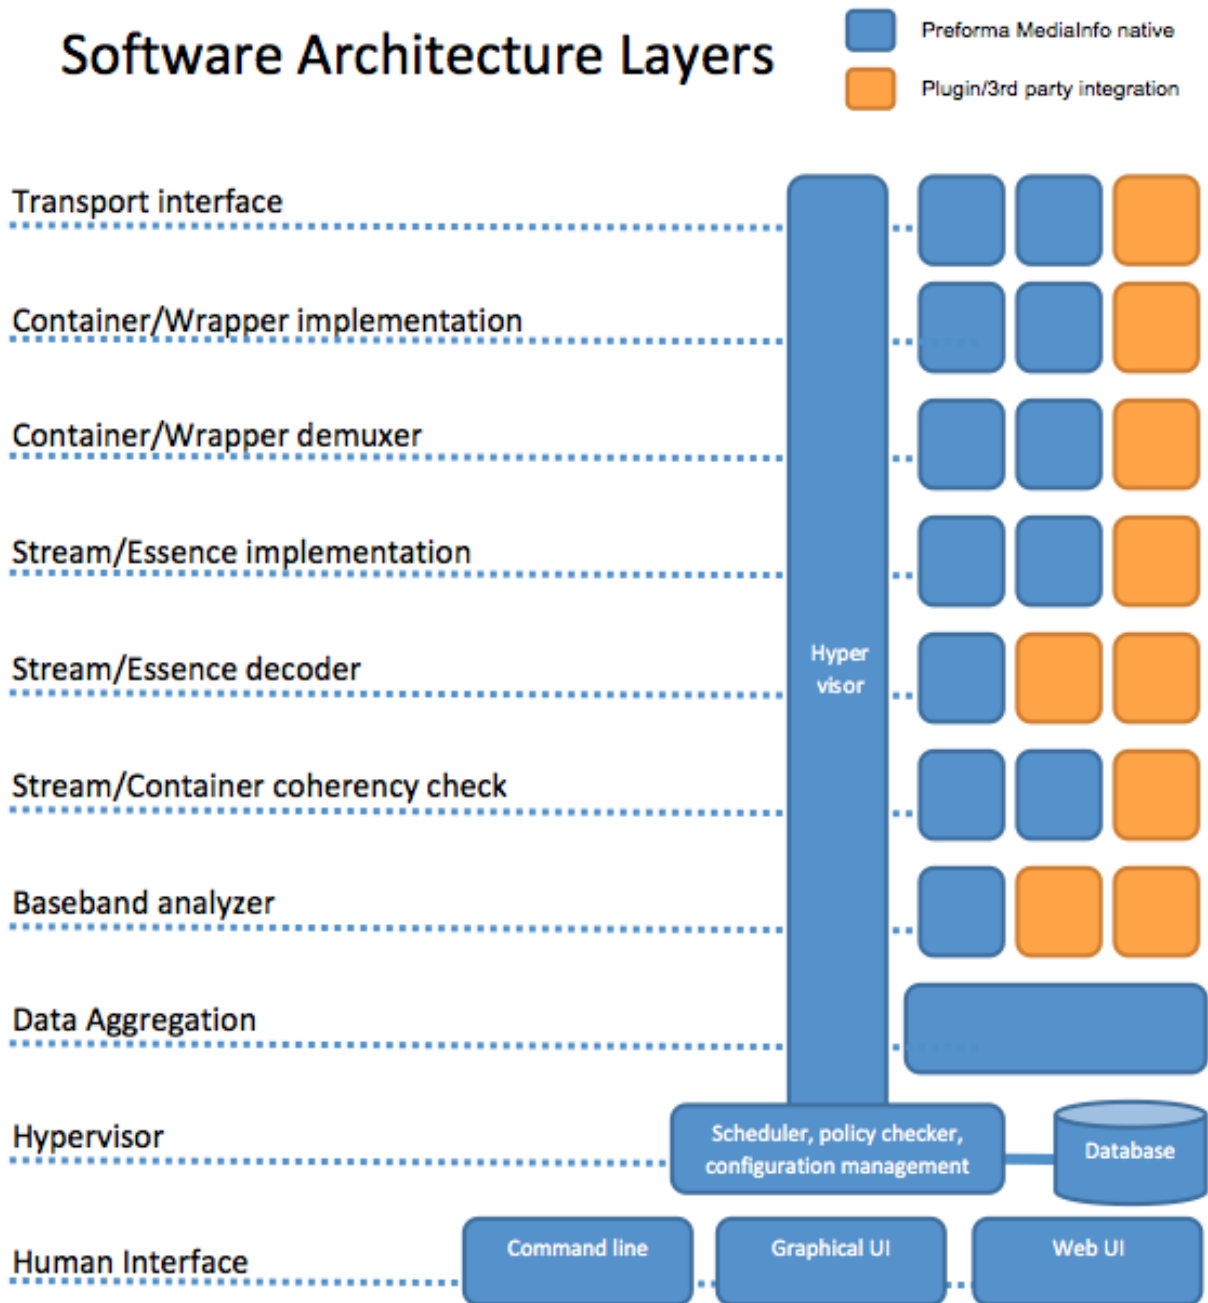 Software Architecture Layers
Preforma MediaInfo native
Plugin/3rd party integration
Transport interface
Container/Wrapper implementation
Container/Wrapper demuxer
Stream/Essence implementation
Stream/Essence decoder
Hyper
visor
Stream/Container coherency check
Baseband analyzer
Data Aggregation
Hypervisor
Scheduler, policy checker,
configuration management
Database
Human Interface
Command line
Graphical UI
Web UI